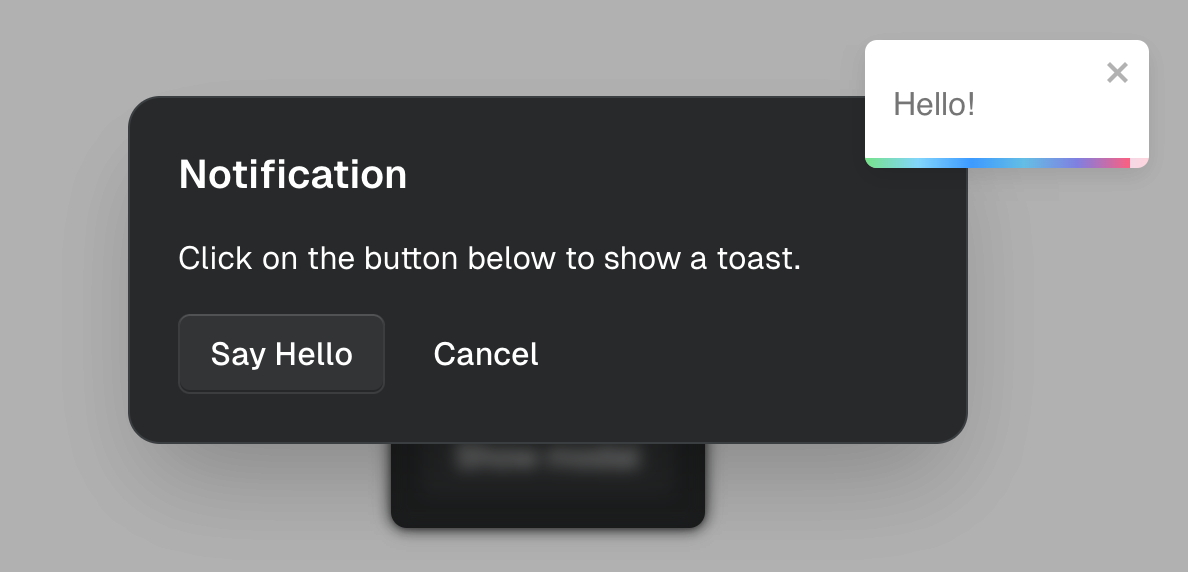 Hello!
Notification
Click on the button below to show a toast.
Say Hello
Cancel